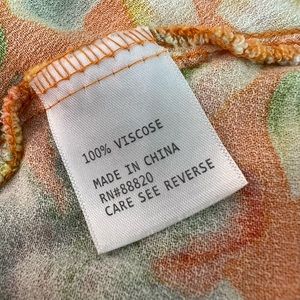 100% VISCOSE
MADE IN CHINA
RN#88820
CARE SEE REVERSE